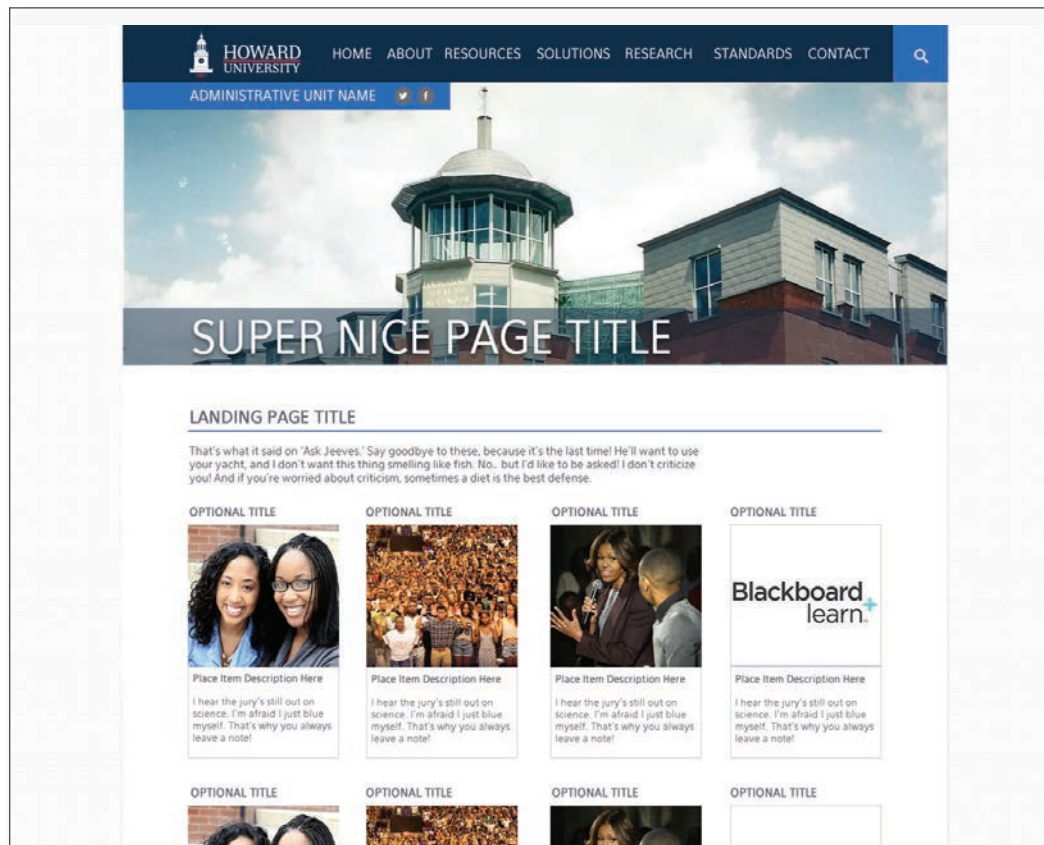 HOWARD
UNIVERSITY
HOME ABOUT RESOURCES SOLUTIONS RESEARCH STANDARDS CONTACT
ADMINISTRATIVE UNIT NAME
SUPER NICE PAGE TITLE
LANDING PAGE TITLE
That's what it said on 'Ask Jeeves.' Say goodbye to these, because it's the last time! He'll want to use
your yacht, and I don't want this thing smelling like fish. No.. but I'd like to be asked! I don't criticize
you! And if you're worried about criticism, sometimes a diet is the best defense.
OPTIONAL TITLE
Place Item Description Here
I hear the jury's still out on
science. I'm afraid I just blue
myself. That's why you always
leave a note!
OPTIONAL TITLE
Place Item Description Here
I hear the jury's still out on
science. I'm afraid I just blue
myself. That's why you always
leave a note!
OPTIONAL TITLE
Place Item Description Here
I hear the jury's still out on
science. I'm afraid I just blue
myself. That's why you always
leave a note!
OPTIONAL TITLE
Blackboard
learn
Place Item Description Here
I hear the jury's still out on
science. I'm afraid I just blue
myself. That's why you always
leave a note!
OPTIONAL TITLE
OPTIONAL TITLE
OPTIONAL TITLE
OPTIONAL TITLE